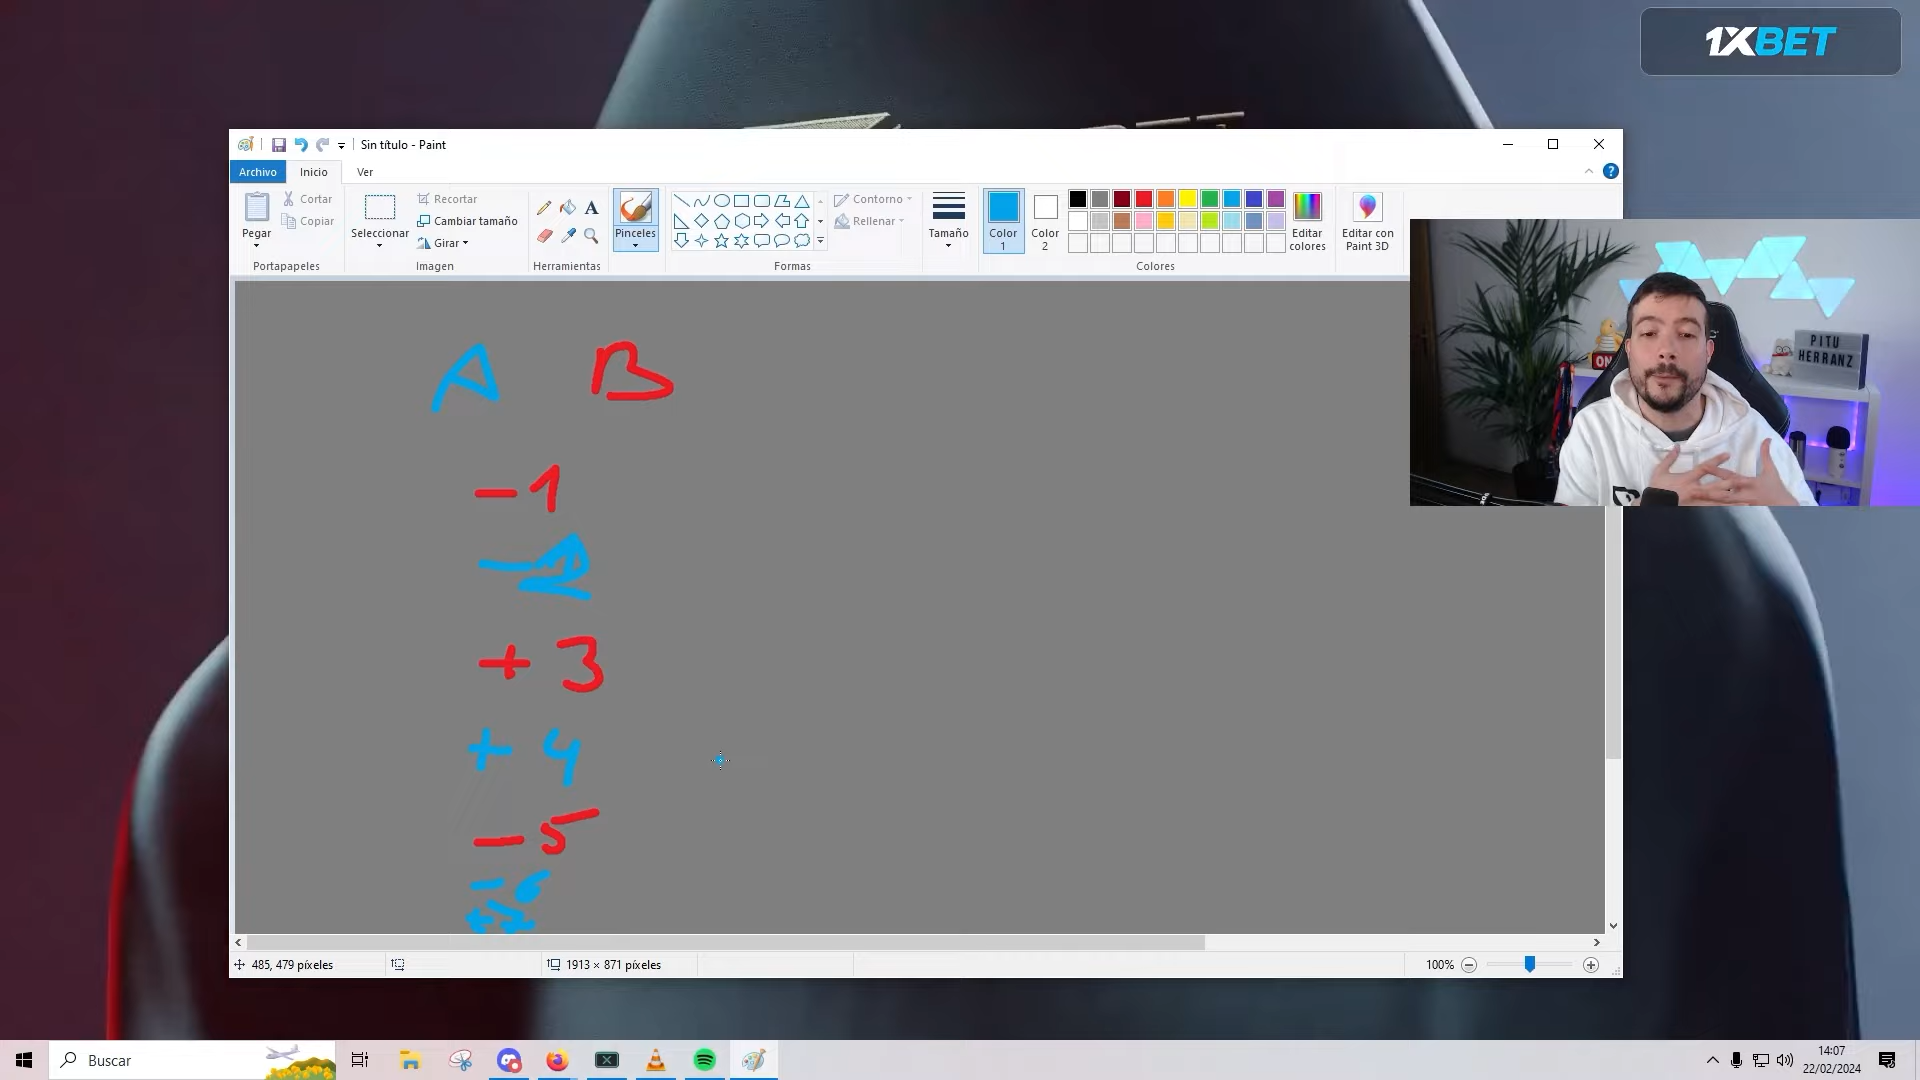 1XBET
Sin título - Paint
Archivo Inicio Ver
Pegar
Cortar
Copiar
Portapapeles
Seleccionar
Recortar
Cambiar tamaño
Girar
Imagen
A
Herramientas
Pinceles
Contorno
Rellenar
Formas
Tamaño
Color 1
Color 2
Editar colores
Colores
Editar con Paint 3D
PITU
HERRANZ
ON
A B
- 1
- 2
+ 3
+ 4
- 5
- 6
+ 7
485, 479 píxeles
1913 × 871 píxeles
100%
Buscar
14:07
22/02/2024